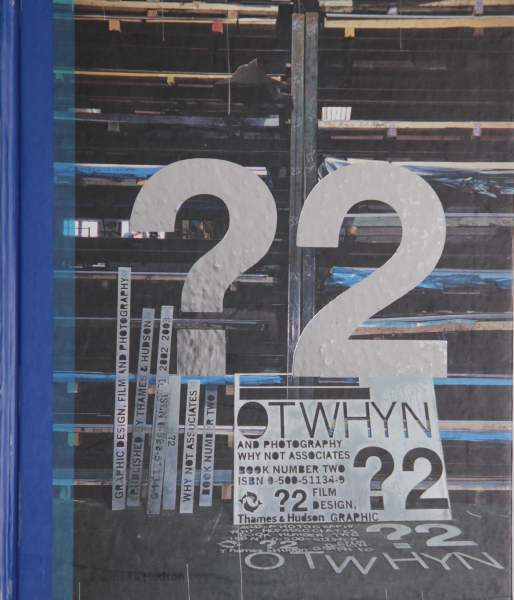 ?2
GRAPHIC DESIGN, FILM AND PHOTOGRAPHY
PUBLISHED BY THAMES & HUDSON
2002 2003
?2
WHY NOT ASSOCIATES
BOOK NUMBER TWO
OTWHYN
AND PHOTOGRAPHY
WHY NOT ASSOCIATES
BOOK NUMBER TWO
ISBN 0-500-51134-9
?2
?2 FILM
DESIGN,
Thames & Hudson GRAPHIC
?2
OTWHYN